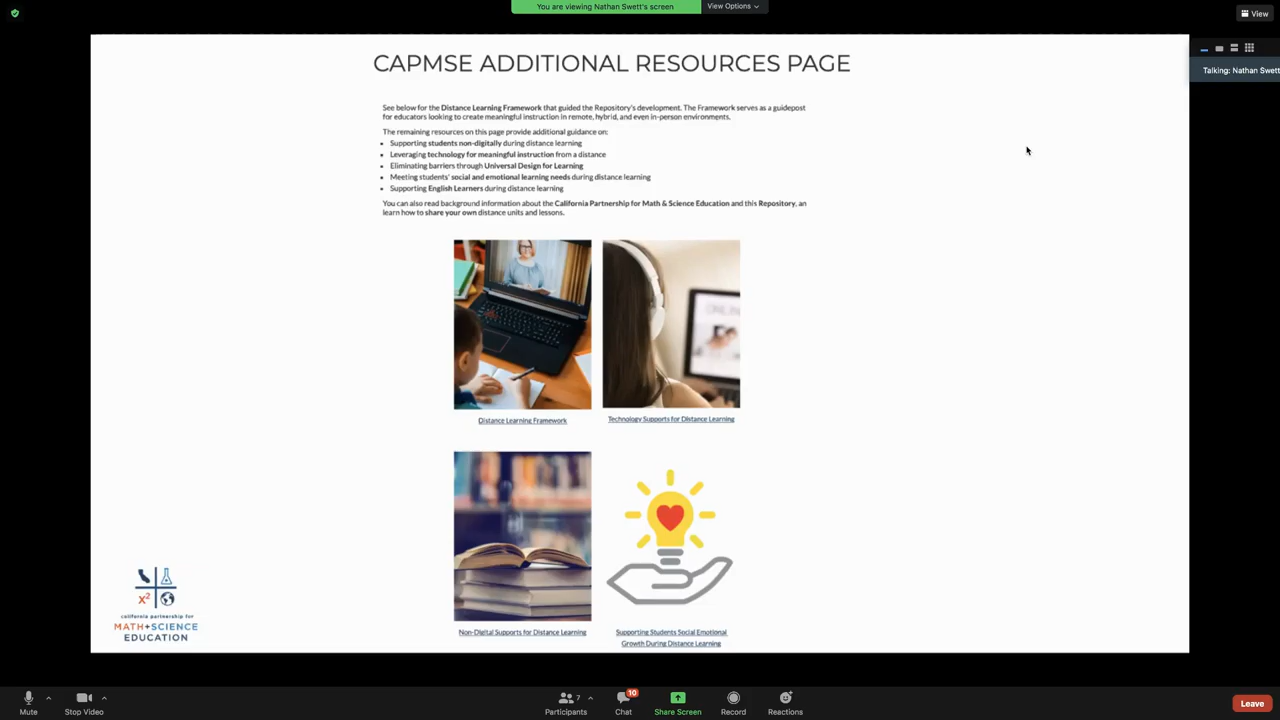 You are viewing Nathan Swett's screen
View Options
View
Talking: Nathan Swett
CAPMSE ADDITIONAL RESOURCES PAGE
See below for the Distance Learning Framework that guided the Repository's development. The Framework serves as a guidepost
for educators looking to create meaningful instruction in remote, hybrid, and even in-person environments.
The remaining resources on this page provide additional guidance on:
• Supporting students non-digitally during distance learning
• Leveraging technology for meaningful instruction from a distance
• Eliminating barriers through Universal Design for Learning
• Meeting students' social and emotional learning needs during distance learning
• Supporting English Learners during distance learning
You can also read background information about the California Partnership for Math & Science Education and this Repository, an
learn how to share your own distance units and lessons.
ONLINE
Distance Learning Framework
Technology Supports for Distance Learning
Non-Digital Supports for Distance Learning
Supporting Students Social Emotional
Growth During Distance Learning
x²
california partnership for
MATH+SCIENCE
EDUCATION
Mute
Stop Video
7
Participants
10
Chat
Share Screen
Record
Reactions
Leave